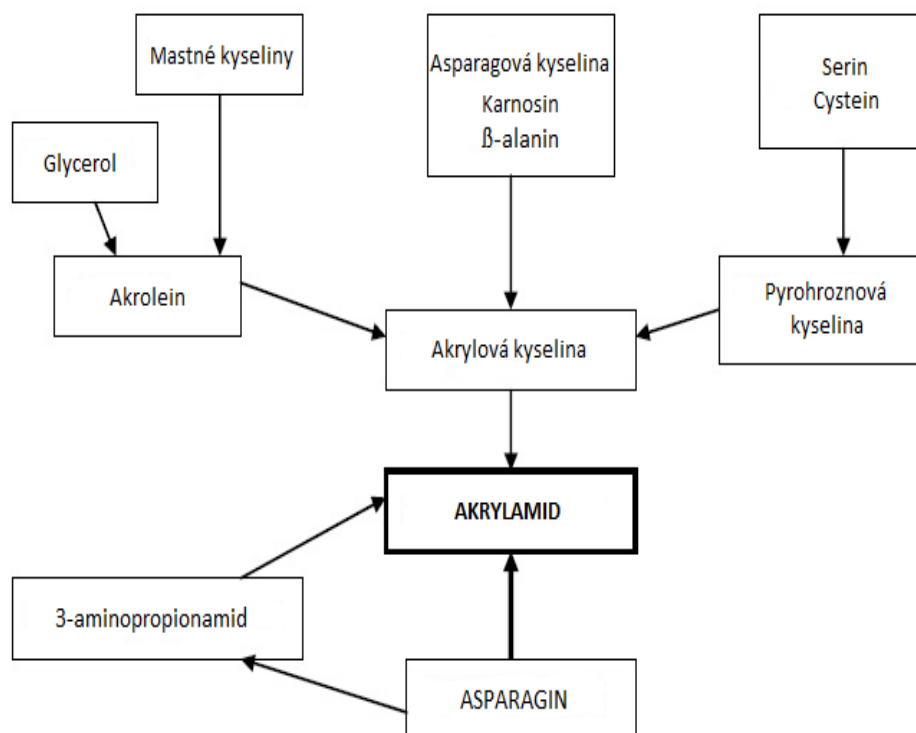 Mastné kyseliny
Asparagová kyselina
Karnosin
ß-alanin
Serin
Cystein
Glycerol
Akrolein
Pyrohroznová
kyselina
Akrylová kyselina
AKRYLAMID
3-aminopropionamid
ASPARAGIN